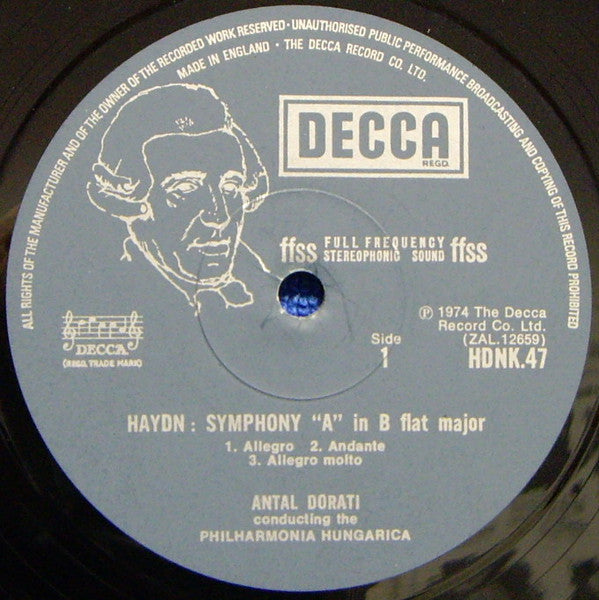 ALL RIGHTS OF THE MANUFACTURER AND OF THE OWNER OF THE RECORDED WORK RESERVED · UNAUTHORISED PUBLIC PERFORMANCE BROADCASTING AND COPYING OF THIS RECORD PROHIBITED
MADE IN ENGLAND · THE DECCA RECORD CO. LTD.
DECCA
REGD.
ffss FULL FREQUENCY STEREOPHONIC SOUND ffss
DECCA
(REGD. TRADE MARK)
Side
1
℗ 1974 The Decca
Record Co. Ltd.
(ZAL.12659)
HDNK.47
HAYDN : SYMPHONY "A" in B flat major
1. Allegro 2. Andante
3. Allegro molto
ANTAL DORATI
conducting the
PHILHARMONIA HUNGARICA